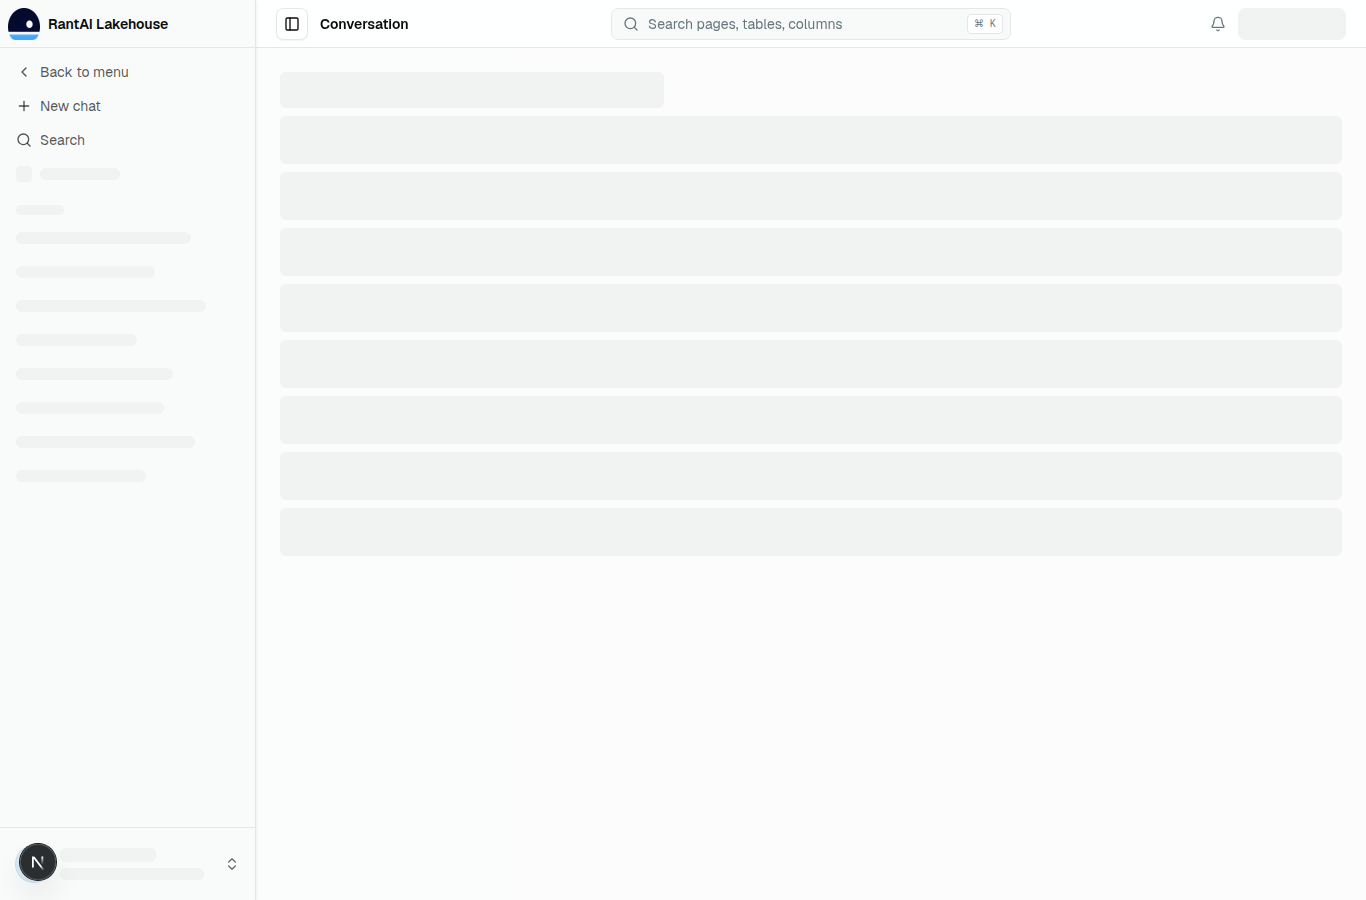 RantAI Lakehouse
Conversation
Search pages, tables, columns
⌘ K
Back to menu
New chat
Search
N